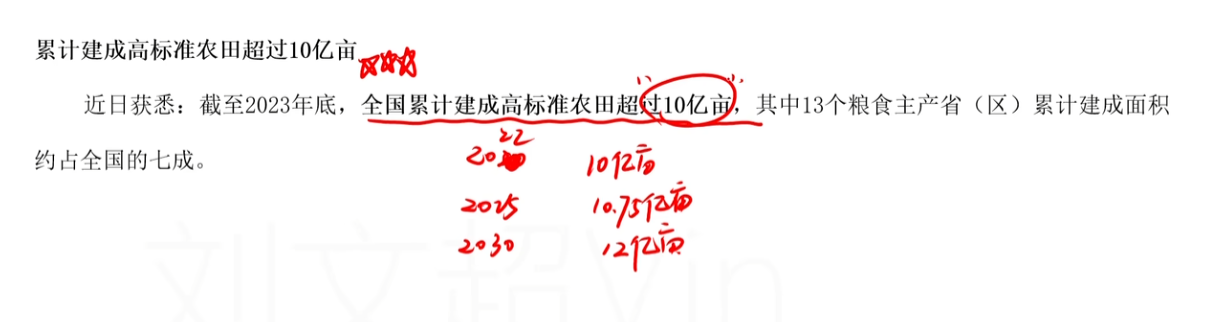 累计建成高标准农田超过10亿亩
近日获悉：截至2023年底，全国累计建成高标准农田超过10亿亩，其中13个粮食主产省（区）累计建成面积
约占全国的七成。
2022 10亿亩
2025 10.75亿亩
2030 12亿亩
刘文超Vin